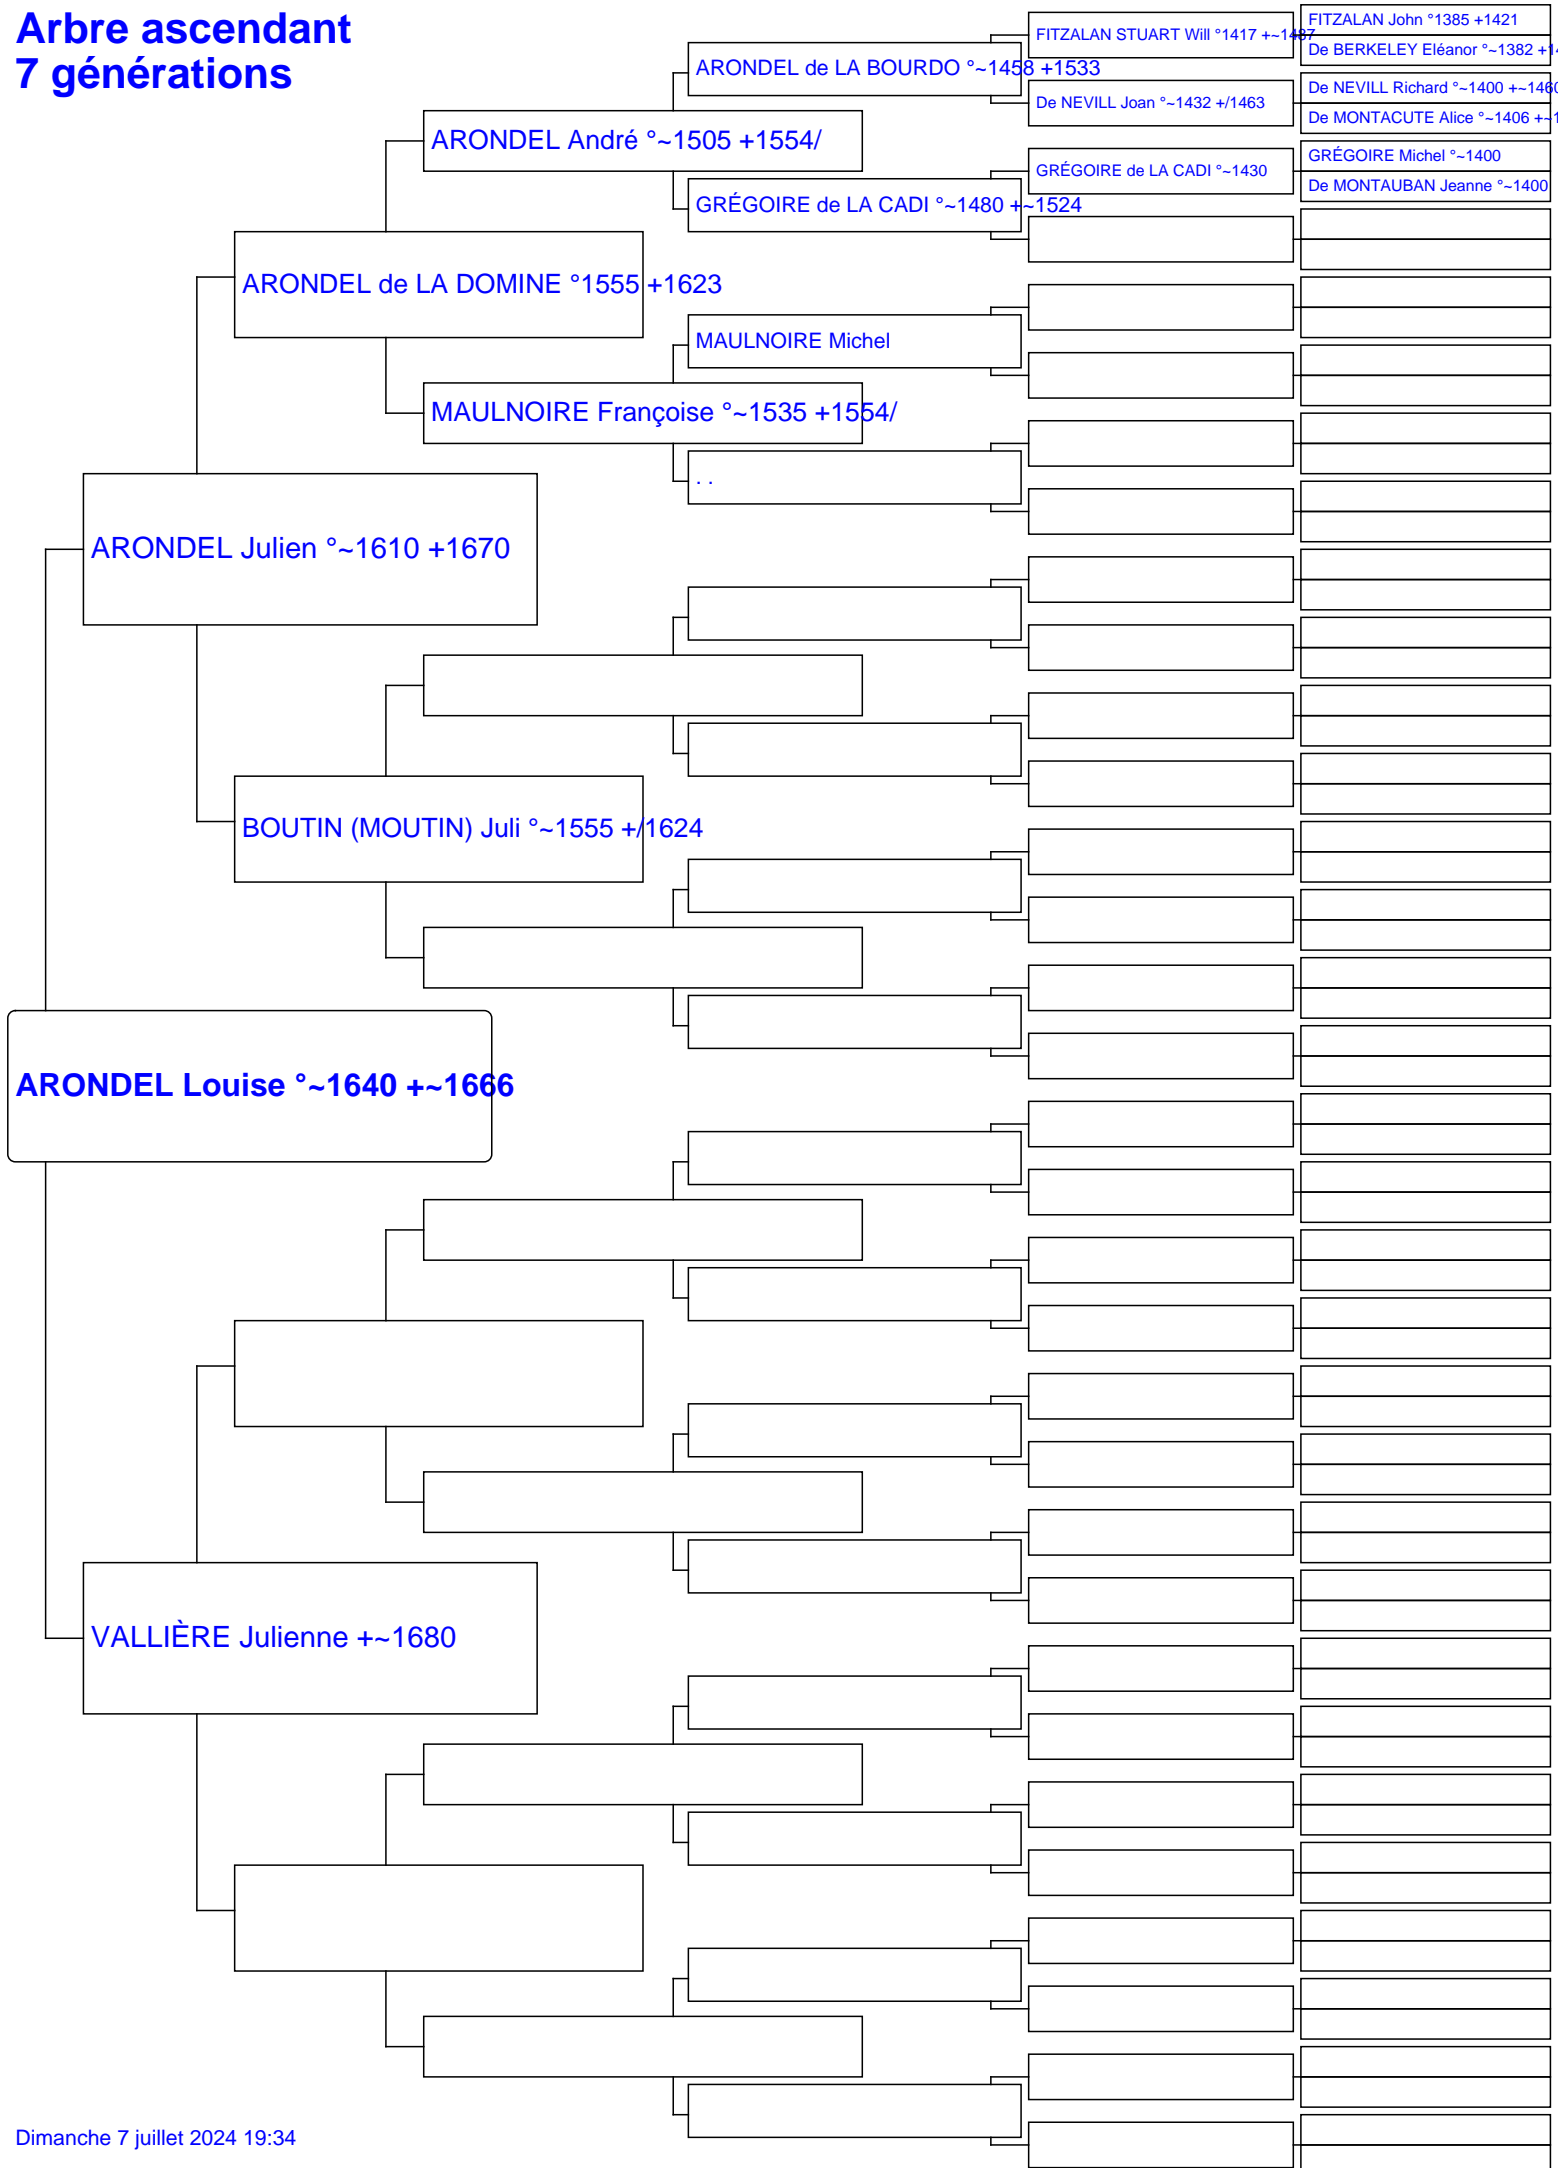 Arbre ascendant
7 générations
FITZALAN John °1385 +1421
FITZALAN STUART Will °1417 +~1487
De BERKELEY Eléanor °~1382 +14
ARONDEL de LA BOURDO °~1458 +1533
De NEVILL Richard °~1400 +~1460
De NEVILL Joan °~1432 +/1463
De MONTACUTE Alice °~1406 +~1
ARONDEL André °~1505 +1554/
GRÉGOIRE Michel °~1400
GRÉGOIRE de LA CADI °~1430
De MONTAUBAN Jeanne °~1400
GRÉGOIRE de LA CADI °~1480 +~1524
ARONDEL de LA DOMINE °1555 +1623
MAULNOIRE Michel
MAULNOIRE Françoise °~1535 +1554/
. .
ARONDEL Julien °~1610 +1670
BOUTIN (MOUTIN) Juli °~1555 +/1624
ARONDEL Louise °~1640 +~1666
VALLIÈRE Julienne +~1680
Dimanche 7 juillet 2024 19:34